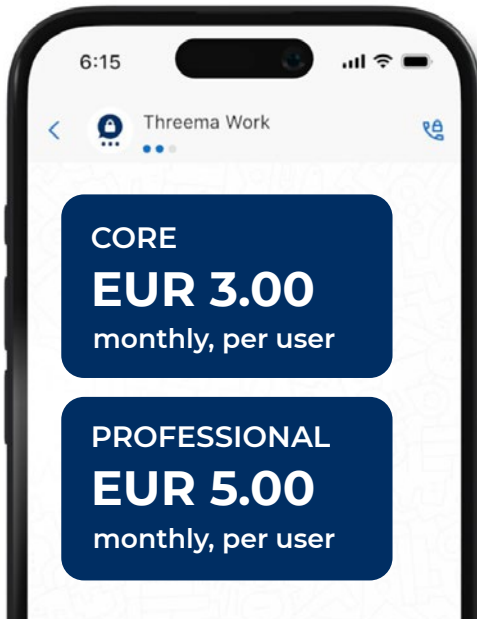 6:15
Threema Work
CORE
EUR 3.00
monthly, per user
PROFESSIONAL
EUR 5.00
monthly, per user